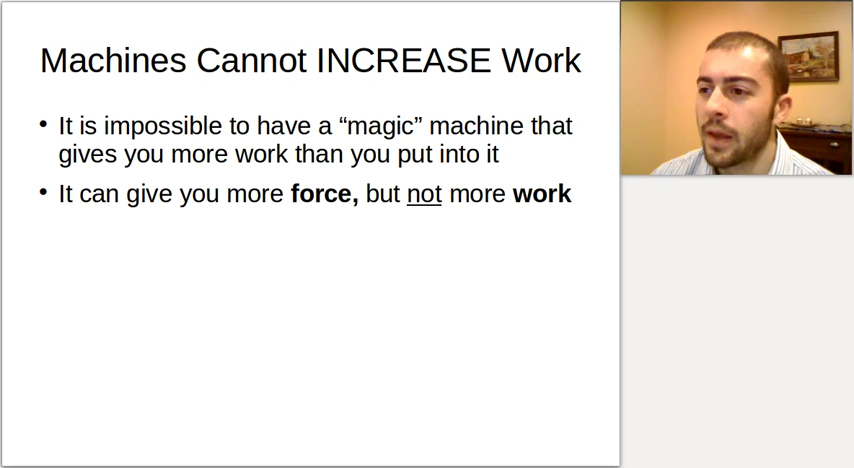 Machines Cannot INCREASE Work
• It is impossible to have a “magic” machine that
gives you more work than you put into it
• It can give you more force, but not more work